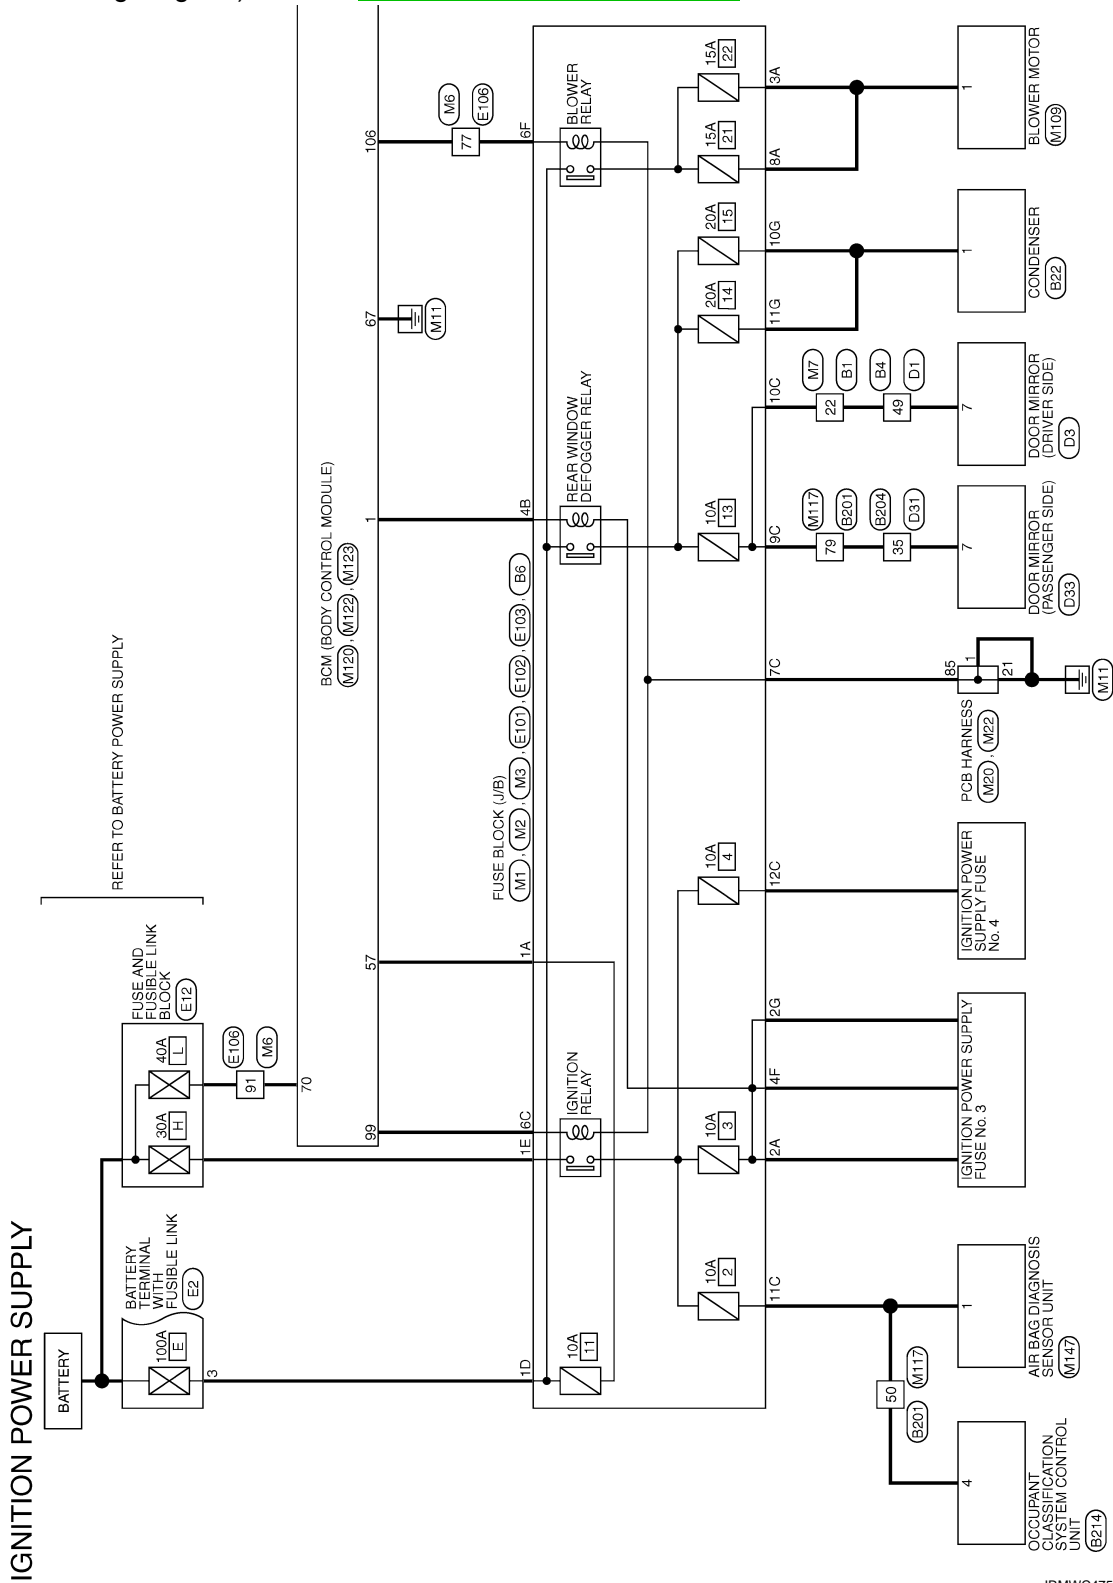 IGNITION POWER SUPPLY
BATTERY
BATTERY
TERMINAL
WITH
FUSIBLE LINK
E2
100A
E
3
FUSE AND
FUSIBLE LINK
BLOCK
E12
30A
H
40A
L
REFER TO BATTERY POWER SUPPLY
E106
91
M6
70
BCM (BODY CONTROL MODULE)
M120 , M122 , M123
99
57
1
67
106
M11
M6
77
E106
FUSE BLOCK (J/B)
M1 , M2 , M3 , E101 , E102 , E103 , B6
1D
1E
6C
1A
4B
6F
10A
11
IGNITION
RELAY
REAR WINDOW
DEFOGGER RELAY
BLOWER
RELAY
10A
2
10A
3
10A
4
10A
13
20A
14
20A
15
15A
21
15A
22
11C
2A
4F
2G
12C
7C
9C
10C
11G
10G
8A
3A
50
B201
M117
79
M117
B201
35
B204
D31
22
M7
B1
49
B4
D1
4
OCCUPANT
CLASSIFICATION
SYSTEM CONTROL
UNIT
B214
1
AIR BAG DIAGNOSIS
SENSOR UNIT
M147
IGNITION POWER SUPPLY
FUSE No. 3
IGNITION POWER
SUPPLY FUSE
No. 4
PCB HARNESS
M20 , M22
85
1
21
M11
7
DOOR MIRROR
(PASSENGER SIDE)
D33
7
DOOR MIRROR
(DRIVER SIDE)
D3
1
CONDENSER
B22
1
BLOWER MOTOR
M109